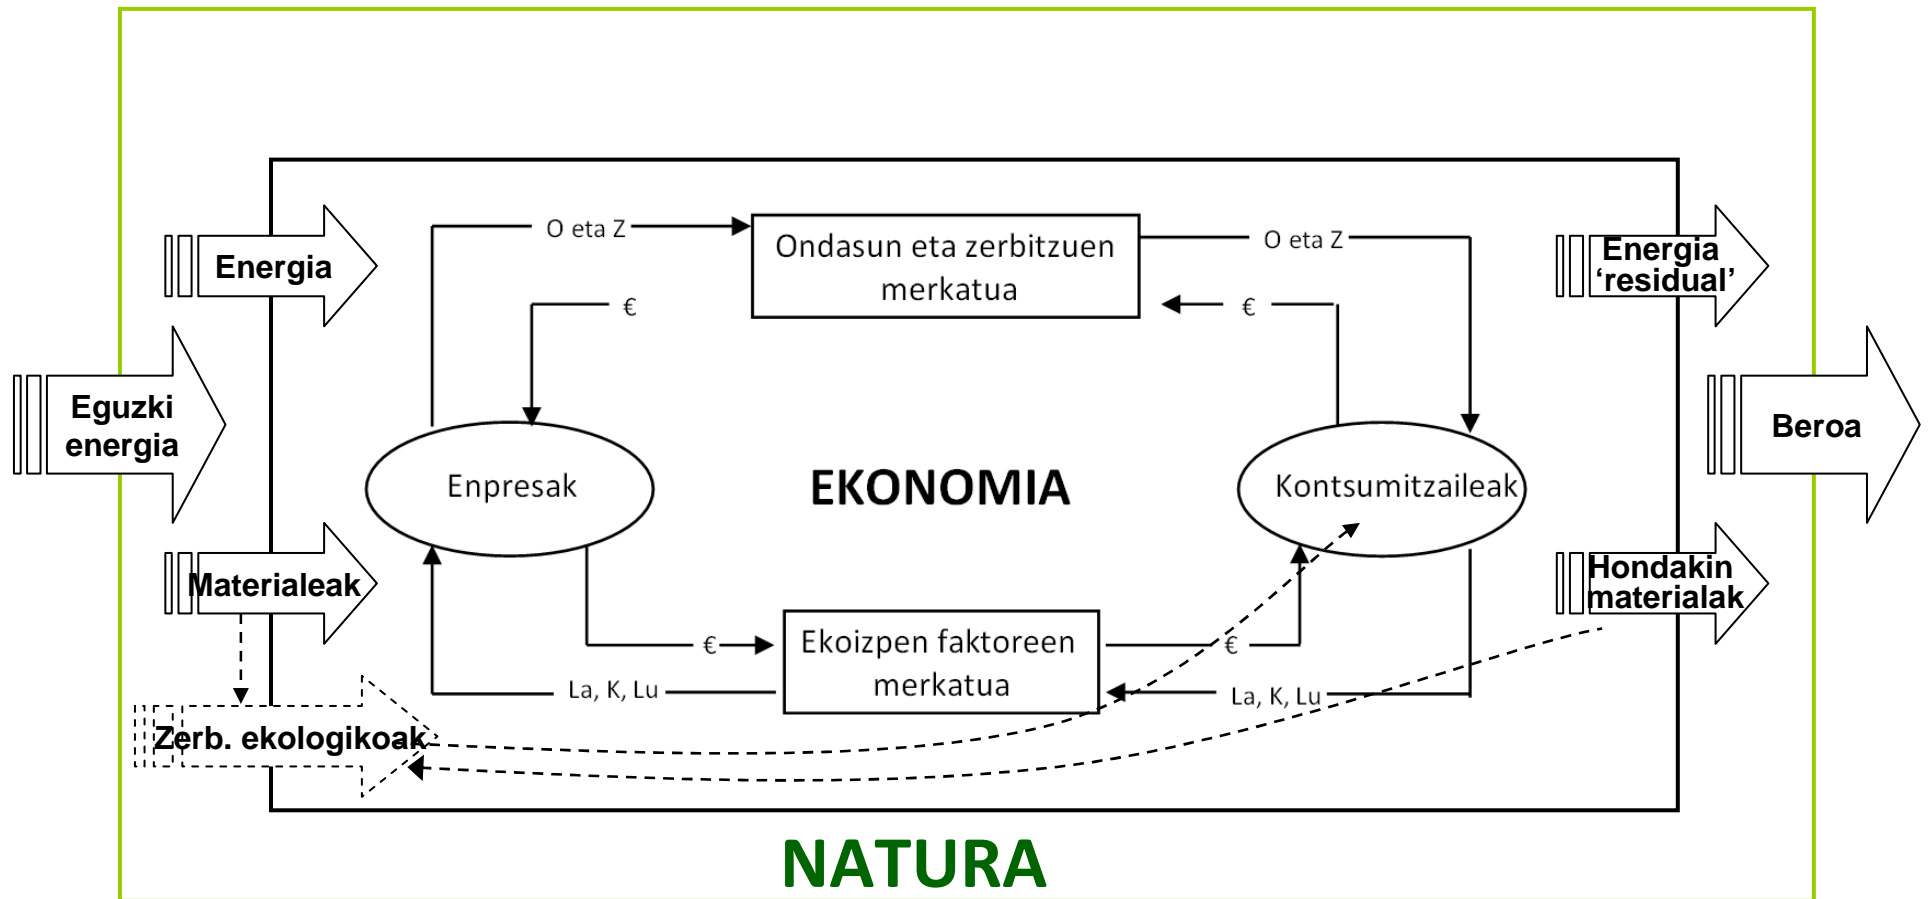 O eta Z
Ondasun eta zerbitzuen
merkatua
O eta Z
€
€
Energia
Energia
‘residual’
Eguzki
energia
Beroa
Enpresak
EKONOMIA
Kontsumitzaileak
Materialeak
Hondakin
materialak
€
Ekoizpen faktoreen
merkatua
€
La, K, Lu
La, K, Lu
Zerb. ekologikoak
NATURA